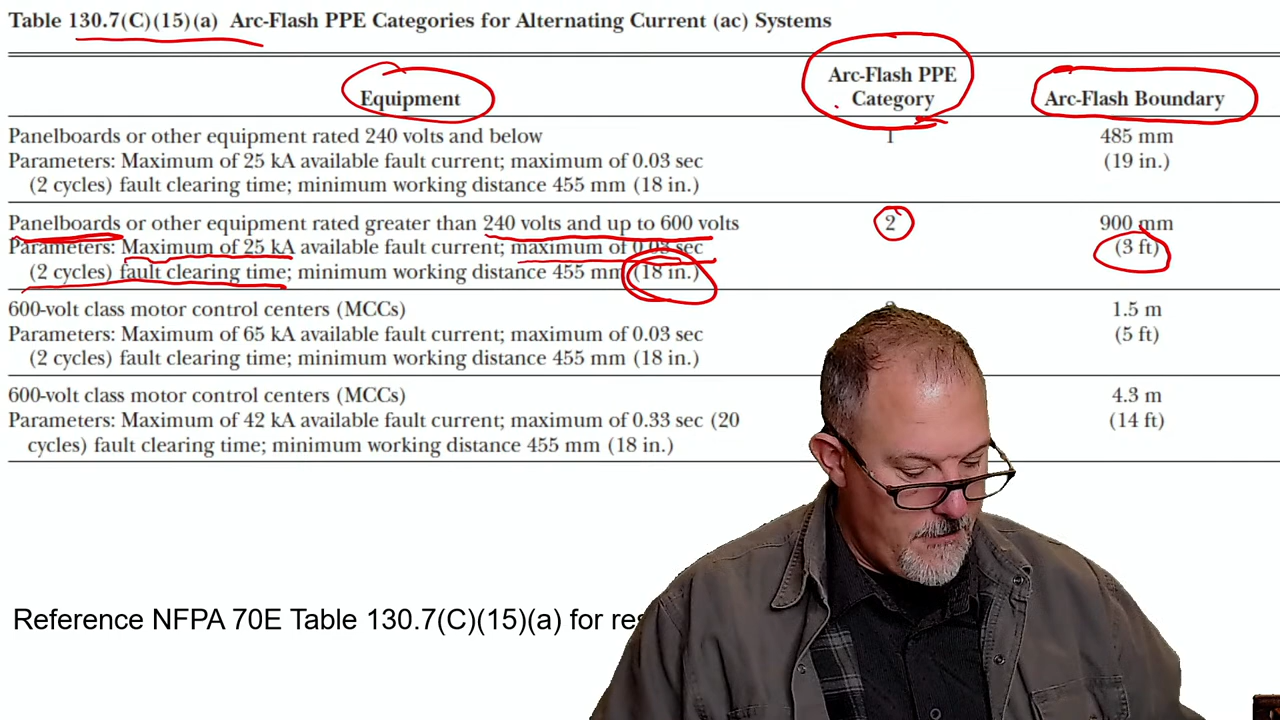 Table 130.7(C)(15)(a) Arc-Flash PPE Categories for Alternating Current (ac) Systems
Equipment
Arc-Flash PPE
Category
Arc-Flash Boundary
Panelboards or other equipment rated 240 volts and below
1
485 mm
Parameters: Maximum of 25 kA available fault current; maximum of 0.03 sec
(19 in.)
(2 cycles) fault clearing time; minimum working distance 455 mm (18 in.)
Panelboards or other equipment rated greater than 240 volts and up to 600 volts
2
900 mm
Parameters: Maximum of 25 kA available fault current; maximum of 0.03 sec
(3 ft)
(2 cycles) fault clearing time; minimum working distance 455 mm (18 in.)
600-volt class motor control centers (MCCs)
1.5 m
Parameters: Maximum of 65 kA available fault current; maximum of 0.03 sec
(5 ft)
(2 cycles) fault clearing time; minimum working distance 455 mm (18 in.)
600-volt class motor control centers (MCCs)
4.3 m
Parameters: Maximum of 42 kA available fault current; maximum of 0.33 sec (20
(14 ft)
cycles) fault clearing time; minimum working distance 455 mm (18 in.)
Reference NFPA 70E Table 130.7(C)(15)(a) for